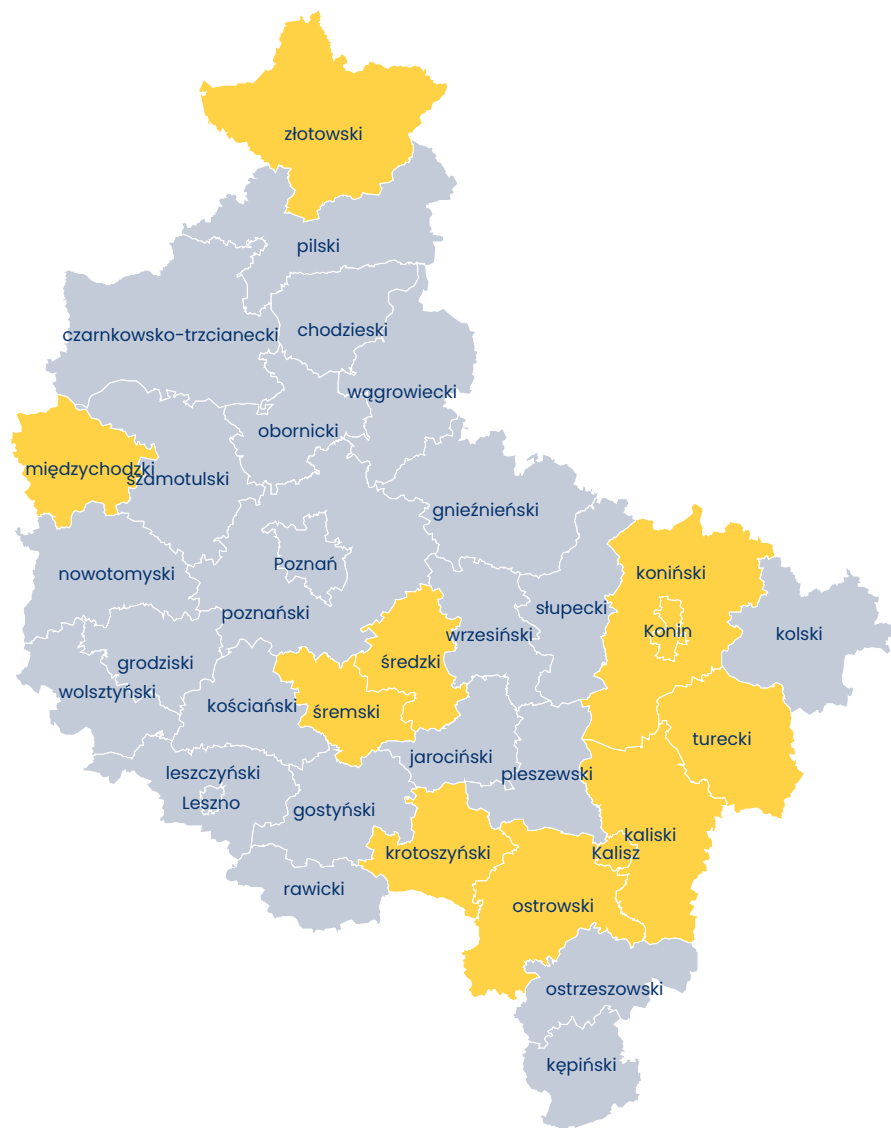 złotowski
pilski
czarnkowsko-trzcianecki
chodzieski
wągrowiecki
obornicki
międzychodzki
szamotulski
gnieźnieński
nowotomyski
Poznań
koniński
poznański
słupecki
wrzesiński
Konin
kolski
grodziski
średzki
wolsztyński
kościański
śremski
turecki
jarociński
leszczyński
pleszewski
Leszno
gostyński
kaliski
krotoszyński
Kalisz
rawicki
ostrowski
ostrzeszowski
kępiński